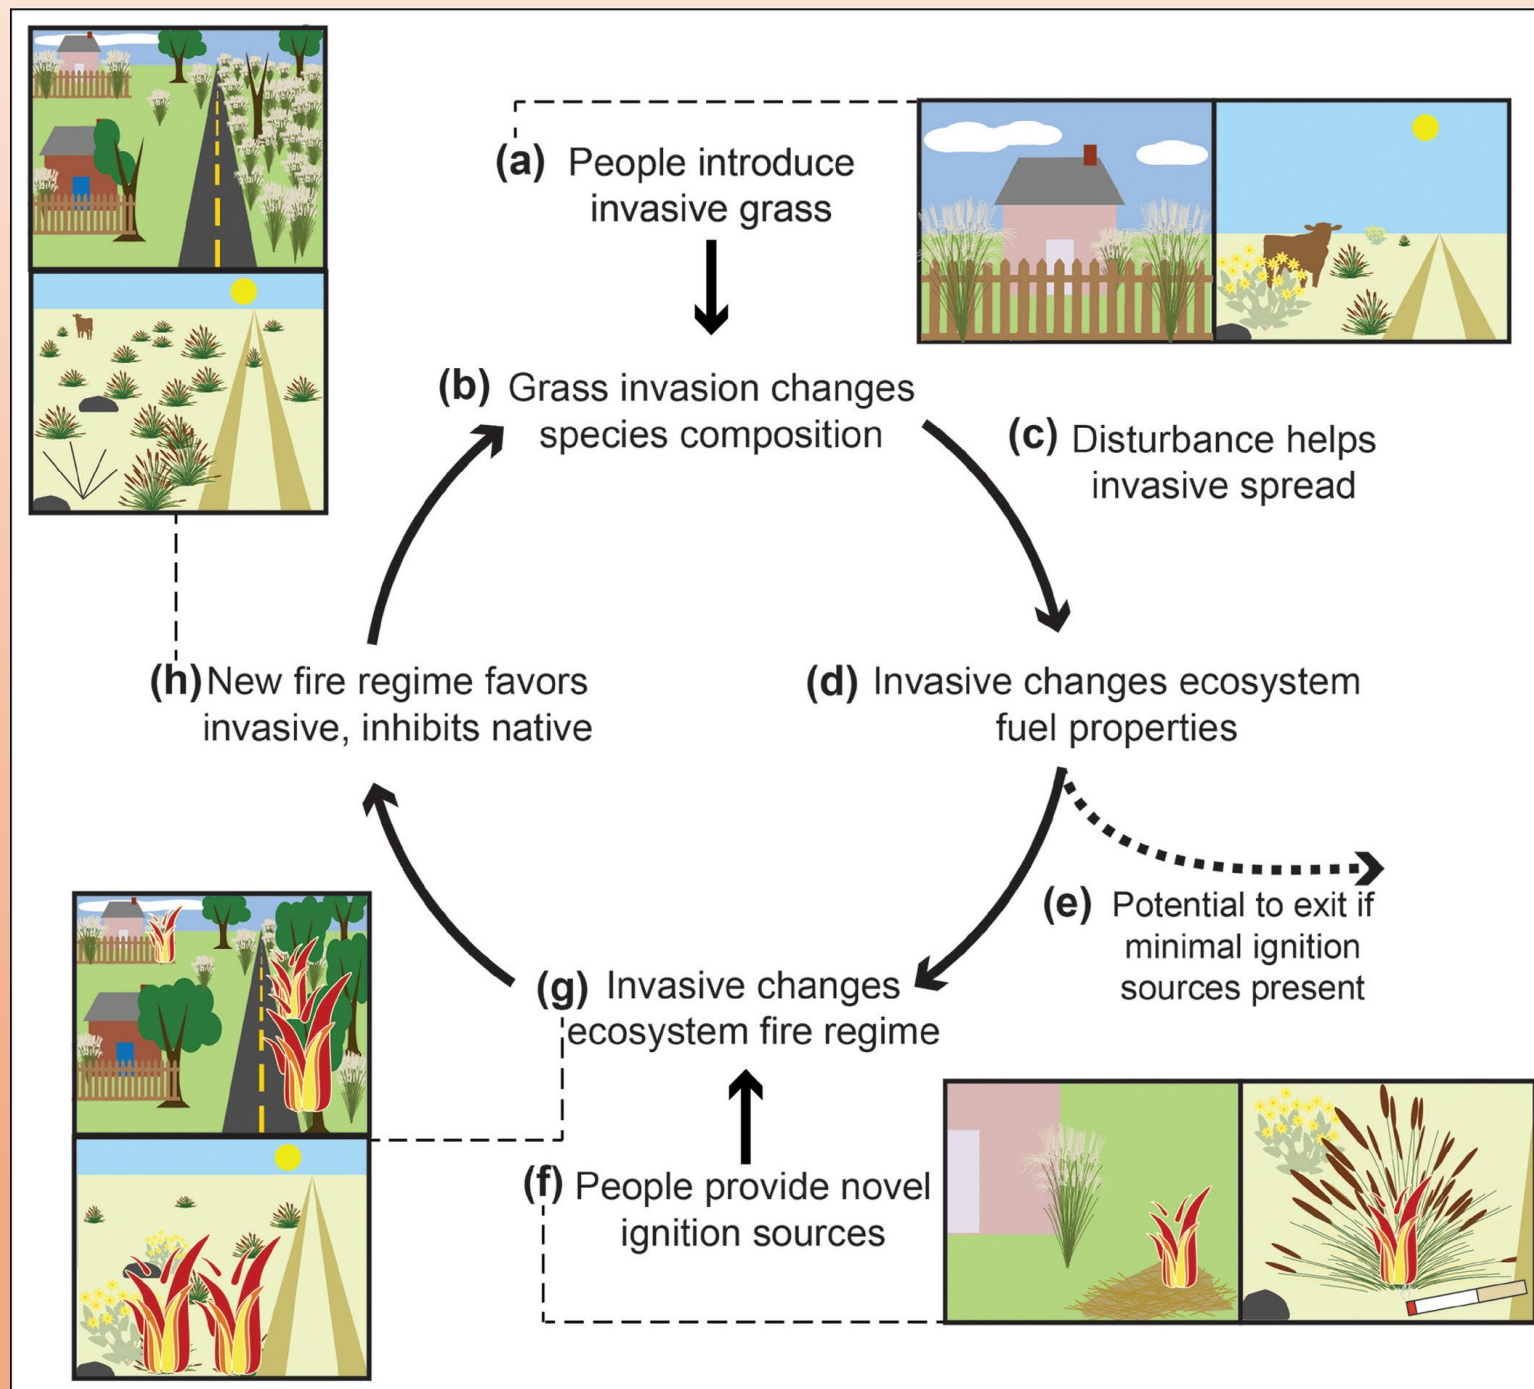 (a) People introduce
invasive grass
(b) Grass invasion changes
species composition
(c) Disturbance helps
invasive spread
(d) Invasive changes ecosystem
fuel properties
(e) Potential to exit if
minimal ignition
sources present
(f) People provide novel
ignition sources
(g) Invasive changes
ecosystem fire regime
(h) New fire regime favors
invasive, inhibits native